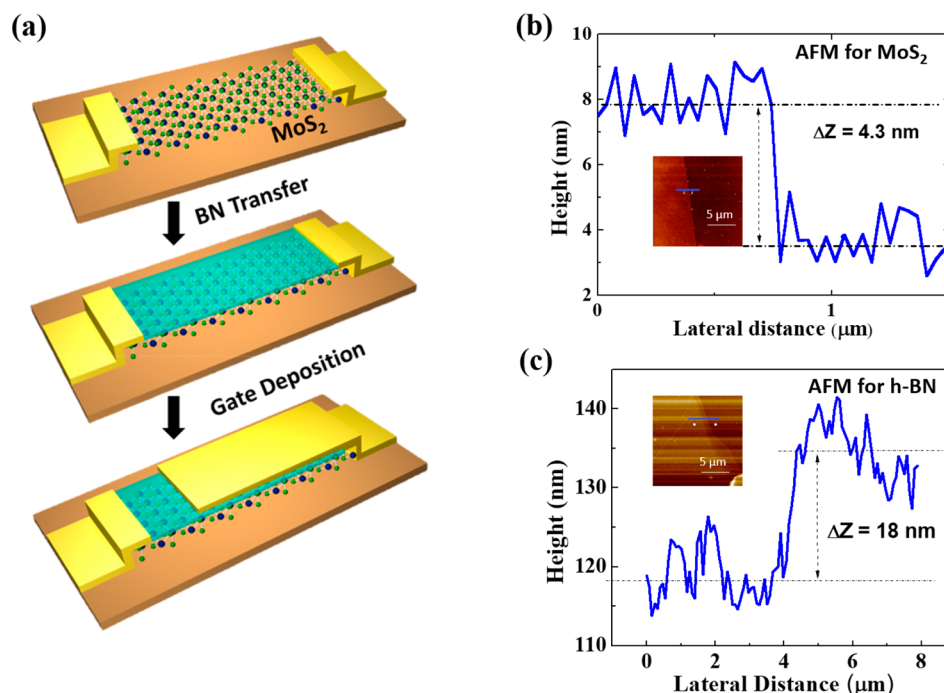 (a)
MoS₂
BN Transfer
Gate Deposition
(b)
10
8
6
4
2
Height (nm)
AFM for MoS₂
ΔZ = 4.3 nm
5 μm
0
1
Lateral distance (μm)
(c)
140
130
120
110
Height (nm)
AFM for h-BN
5 μm
ΔZ = 18 nm
0
2
4
6
8
Lateral Distance (μm)